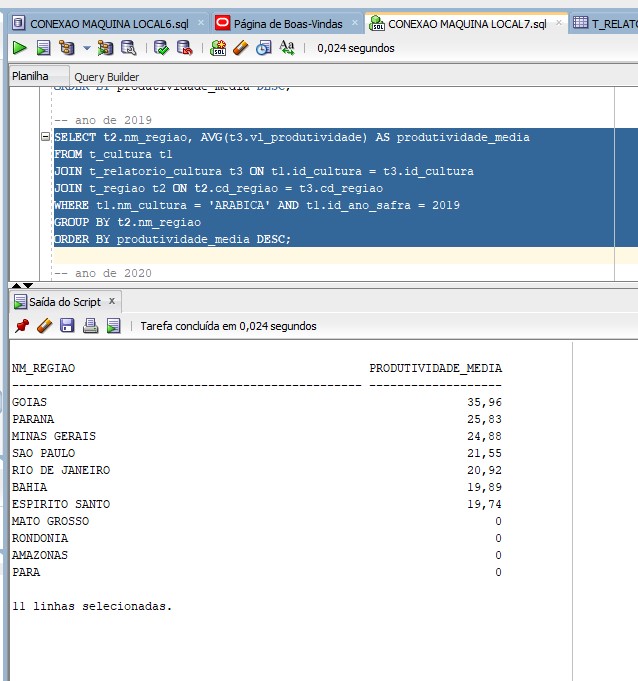 CONEXAO MAQUINA LOCAL6.sql × Página de Boas-Vindas × CONEXAO MAQUINA LOCAL7.sql × T_RELATO
0,024 segundos
Planilha Query Builder
ORDER BY produtividade_media DESC;
-- ano de 2019
SELECT t2.nm_regiao, AVG(t3.vl_produtividade) AS produtividade_media
FROM t_cultura t1
JOIN t_relatorio_cultura t3 ON t1.id_cultura = t3.id_cultura
JOIN t_regiao t2 ON t2.cd_regiao = t3.cd_regiao
WHERE t1.nm_cultura = 'ARABICA' AND t1.id_ano_safra = 2019
GROUP BY t2.nm_regiao
ORDER BY produtividade_media DESC;
-- ano de 2020
Saída do Script ×
Tarefa concluída em 0,024 segundos
NM_REGIAO PRODUTIVIDADE_MEDIA
-------------------------------------------------- -------------------
GOIAS 35,96
PARANA 25,83
MINAS GERAIS 24,88
SAO PAULO 21,55
RIO DE JANEIRO 20,92
BAHIA 19,89
ESPIRITO SANTO 19,74
MATO GROSSO 0
RONDONIA 0
AMAZONAS 0
PARA 0
11 linhas selecionadas.